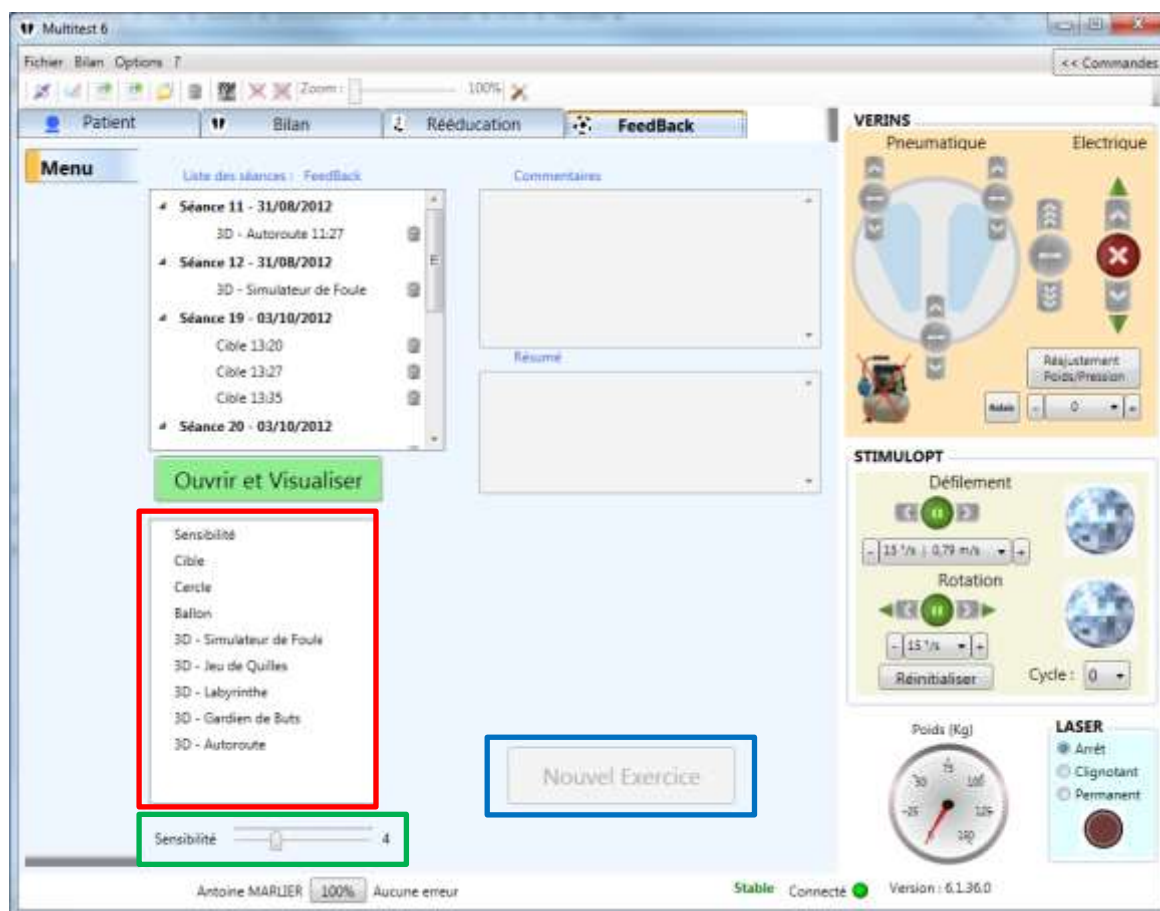 Multitest 6
Fichier Bilan Options ?
<< Commandes
Zoom : 100%
Patient Bilan Rééducation FeedBack
Menu
Liste des séances : FeedBack
Séance 11 - 31/08/2012
3D - Autoroute 11:27
Séance 12 - 31/08/2012
3D - Simulateur de Foule
Séance 19 - 03/10/2012
Cible 13:20
Cible 13:27
Cible 13:35
Séance 20 - 03/10/2012
Ouvrir et Visualiser
Commentaires
Résumé
Sensibilité
Cible
Cercle
Ballon
3D - Simulateur de Foule
3D - Jeu de Quilles
3D - Labyrinthe
3D - Gardien de Buts
3D - Autoroute
Sensibilité 4
Nouvel Exercice
VERINS
Pneumatique Electrique
Réajustement
Poids/Pression
- 0 +
STIMULOPT
Défilement
- 15 °/s | 0,79 m/s +
Rotation
- 15 °/s +
Réinitialiser
Cycle : 0
Poids (Kg)
75
50 100
25 125
150
LASER
Arrêt
Clignotant
Permanent
Antoine MARLIER 100% Aucune erreur
Stable Connecté Version : 6.1.36.0